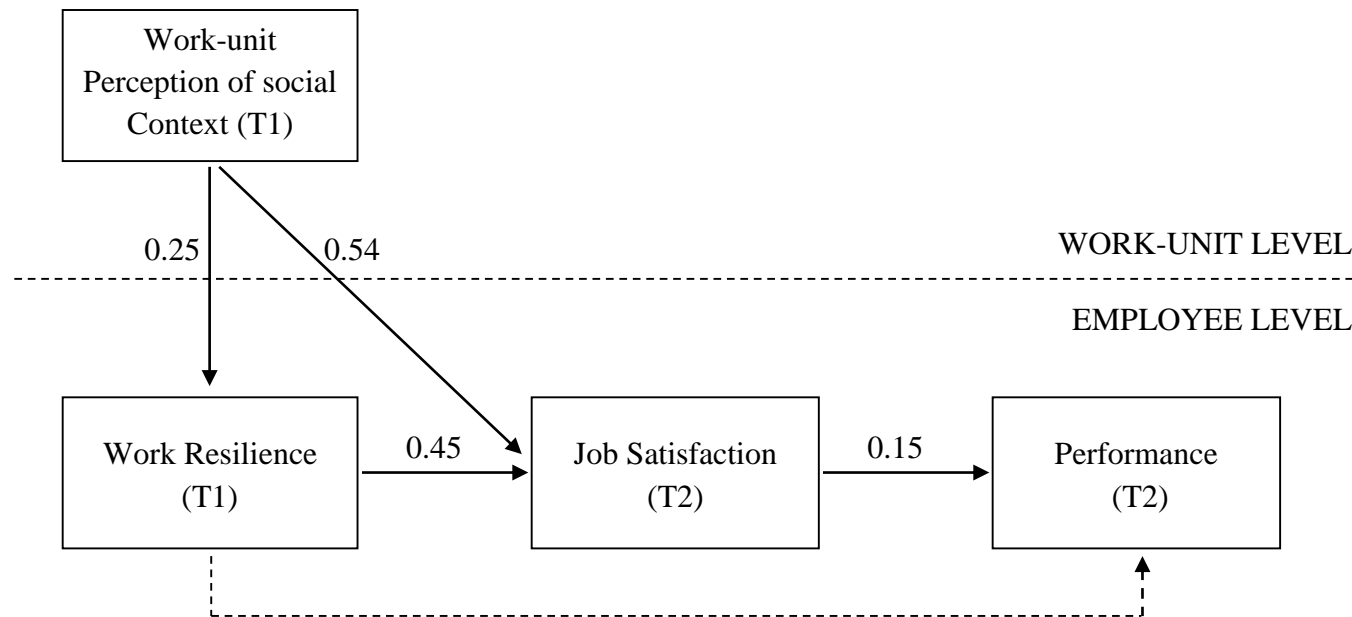 Work-unit
Perception of social
Context (T1)
0.25
0.54
WORK-UNIT LEVEL
EMPLOYEE LEVEL
Work Resilience
(T1)
0.45
Job Satisfaction
(T2)
0.15
Performance
(T2)